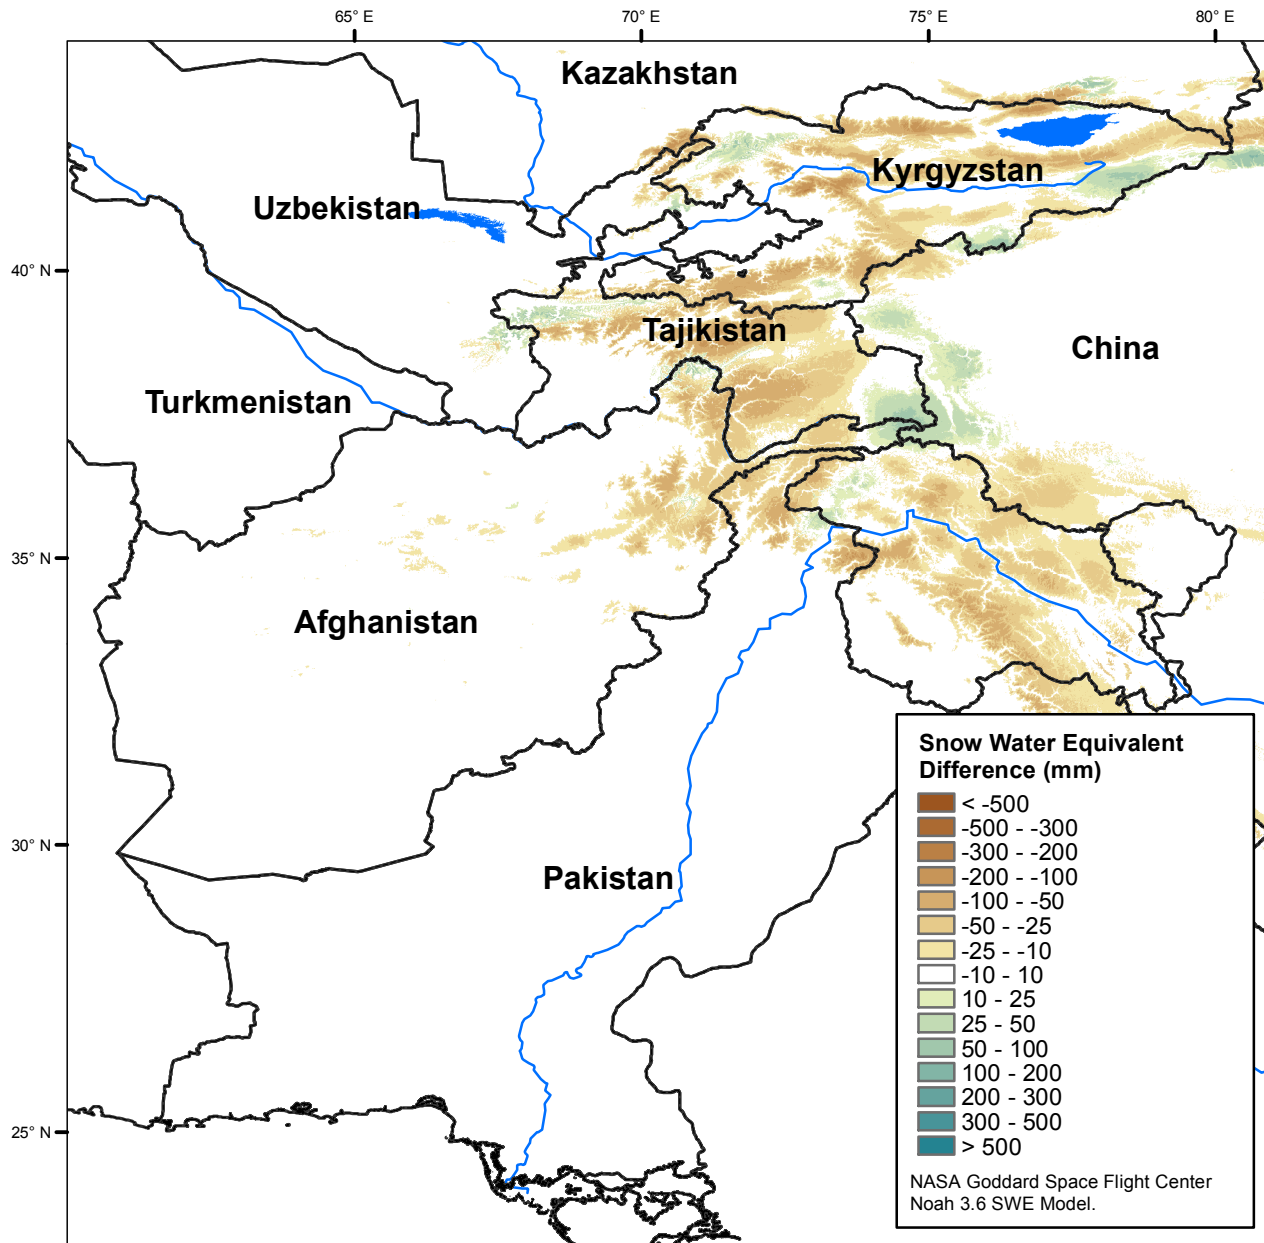 65° E
70° E
75° E
80° E
Kazakhstan
Kyrgyzstan
Uzbekistan
40° N
Tajikistan
China
Turkmenistan
35° N
Afghanistan
30° N
Pakistan
25° N
Snow Water Equivalent
Difference (mm)
< -500
-500 - -300
-300 - -200
-200 - -100
-100 - -50
-50 - -25
-25 - -10
-10 - 10
10 - 25
25 - 50
50 - 100
100 - 200
200 - 300
300 - 500
> 500
NASA Goddard Space Flight Center
Noah 3.6 SWE Model.